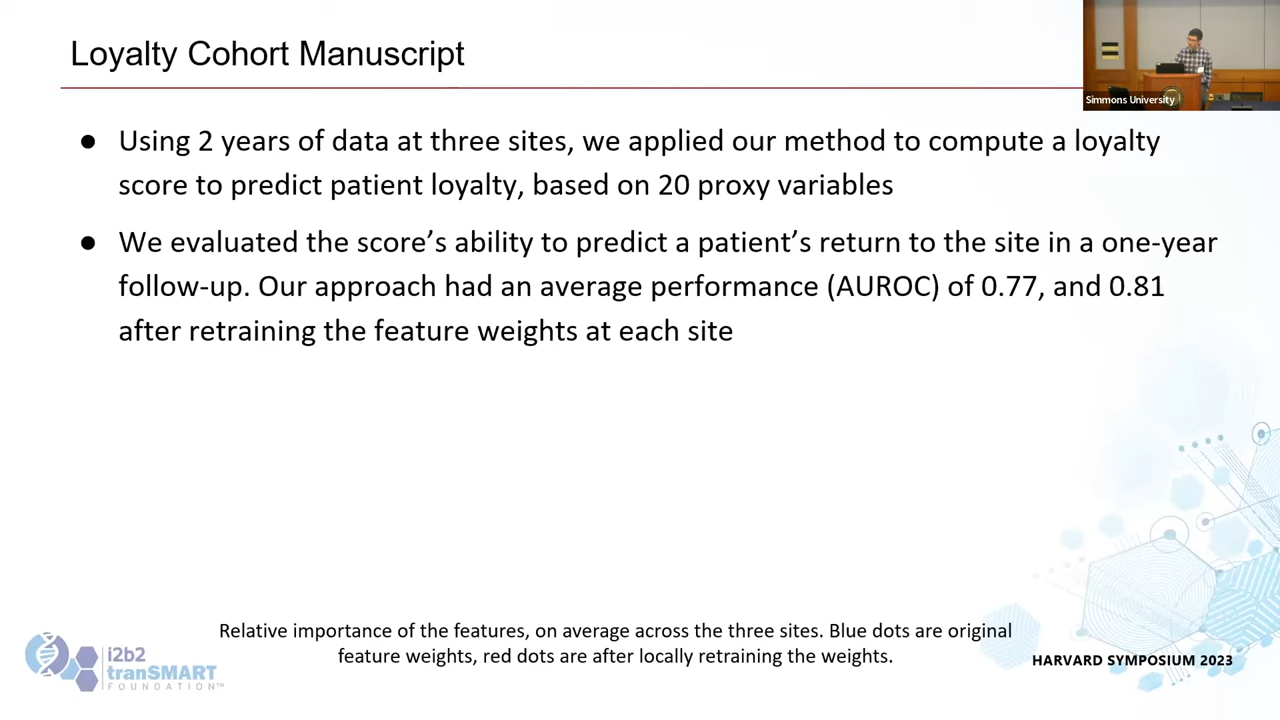 Loyalty Cohort Manuscript
Simmons University
● Using 2 years of data at three sites, we applied our method to compute a loyalty
score to predict patient loyalty, based on 20 proxy variables
● We evaluated the score’s ability to predict a patient’s return to the site in a one-year
follow-up. Our approach had an average performance (AUROC) of 0.77, and 0.81
after retraining the feature weights at each site
Relative importance of the features, on average across the three sites. Blue dots are original
feature weights, red dots are after locally retraining the weights.
i2b2
tranSMART
FOUNDATION™
HARVARD SYMPOSIUM 2023